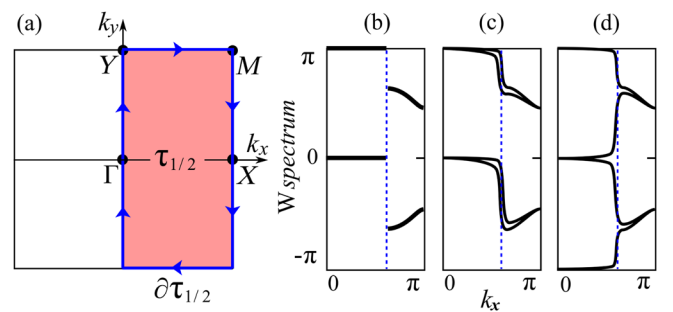 (a) k_y (b) (c) (d)
Y M
π
k_x
Γ τ_{1/2} X
W spectrum
0
-π
∂τ_{1/2}
0 π 0 π 0 π
k_x